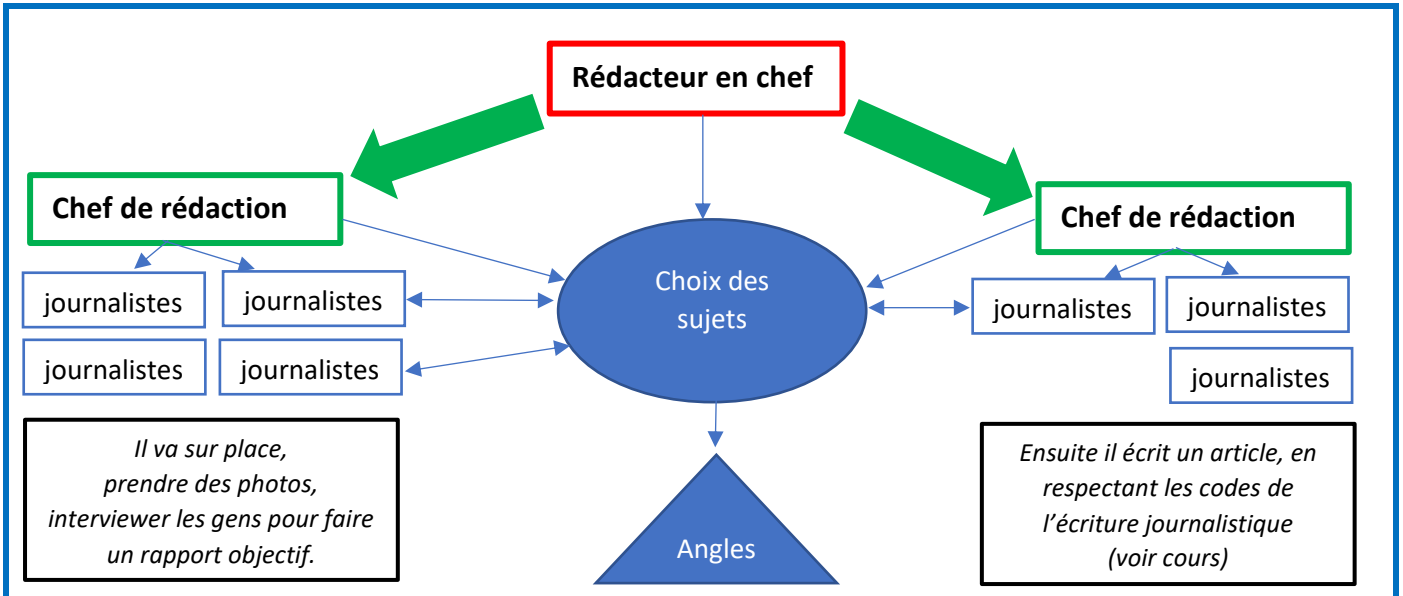 Rédacteur en chef
Chef de rédaction
Chef de rédaction
journalistes
journalistes
Choix des
sujets
journalistes
journalistes
journalistes
journalistes
journalistes
Il va sur place,
prendre des photos,
interviewer les gens pour faire
un rapport objectif.
Angles
Ensuite il écrit un article, en
respectant les codes de
l’écriture journalistique
(voir cours)